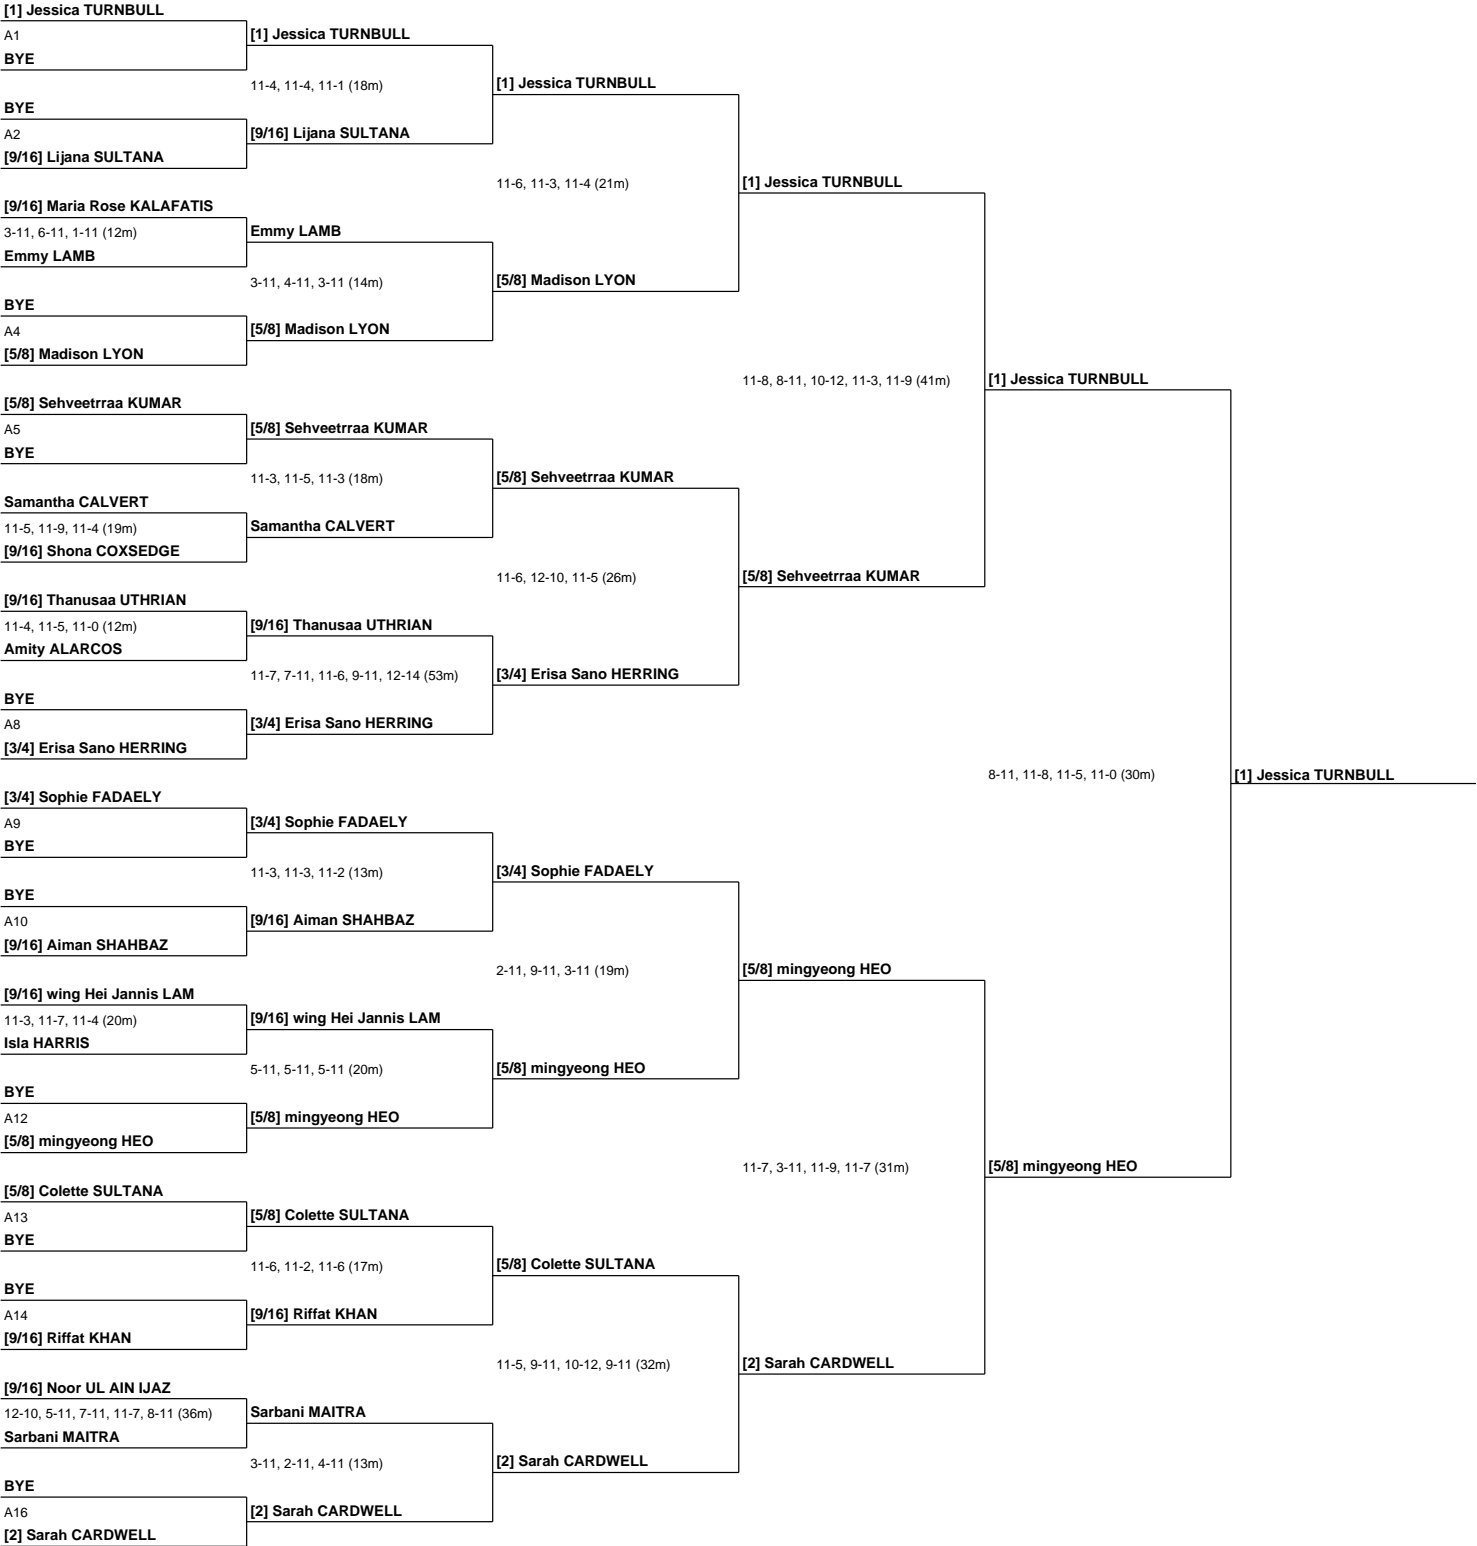 [1] Jessica TURNBULL
A1
BYE
BYE
A2
[9/16] Lijana SULTANA
[9/16] Maria Rose KALAFATIS
3-11, 6-11, 1-11 (12m)
Emmy LAMB
BYE
A4
[5/8] Madison LYON
[5/8] Sehveetrraa KUMAR
A5
BYE
Samantha CALVERT
11-5, 11-9, 11-4 (19m)
[9/16] Shona COXSEDGE
[9/16] Thanusaa UTHRIAN
11-4, 11-5, 11-0 (12m)
Amity ALARCOS
BYE
A8
[3/4] Erisa Sano HERRING
[3/4] Sophie FADAELY
A9
BYE
BYE
A10
[9/16] Aiman SHAHBAZ
[9/16] wing Hei Jannis LAM
11-3, 11-7, 11-4 (20m)
Isla HARRIS
BYE
A12
[5/8] mingyeong HEO
[5/8] Colette SULTANA
A13
BYE
BYE
A14
[9/16] Riffat KHAN
[9/16] Noor UL AIN IJAZ
12-10, 5-11, 7-11, 11-7, 8-11 (36m)
Sarbani MAITRA
BYE
A16
[2] Sarah CARDWELL
[1] Jessica TURNBULL
11-4, 11-4, 11-1 (18m)
[9/16] Lijana SULTANA
Emmy LAMB
3-11, 4-11, 3-11 (14m)
[5/8] Madison LYON
[5/8] Sehveetrraa KUMAR
11-3, 11-5, 11-3 (18m)
Samantha CALVERT
[9/16] Thanusaa UTHRIAN
11-7, 7-11, 11-6, 9-11, 12-14 (53m)
[3/4] Erisa Sano HERRING
[3/4] Sophie FADAELY
11-3, 11-3, 11-2 (13m)
[9/16] Aiman SHAHBAZ
[9/16] wing Hei Jannis LAM
5-11, 5-11, 5-11 (20m)
[5/8] mingyeong HEO
[5/8] Colette SULTANA
11-6, 11-2, 11-6 (17m)
[9/16] Riffat KHAN
Sarbani MAITRA
3-11, 2-11, 4-11 (13m)
[2] Sarah CARDWELL
[1] Jessica TURNBULL
11-6, 11-3, 11-4 (21m)
[5/8] Madison LYON
[5/8] Sehveetrraa KUMAR
11-6, 12-10, 11-5 (26m)
[3/4] Erisa Sano HERRING
[3/4] Sophie FADAELY
2-11, 9-11, 3-11 (19m)
[5/8] mingyeong HEO
[5/8] Colette SULTANA
11-5, 9-11, 10-12, 9-11 (32m)
[2] Sarah CARDWELL
[1] Jessica TURNBULL
11-8, 8-11, 10-12, 11-3, 11-9 (41m)
[5/8] Sehveetrraa KUMAR
[5/8] mingyeong HEO
11-7, 3-11, 11-9, 11-7 (31m)
[2] Sarah CARDWELL
[1] Jessica TURNBULL
8-11, 11-8, 11-5, 11-0 (30m)
[5/8] mingyeong HEO
[1] Jessica TURNBULL